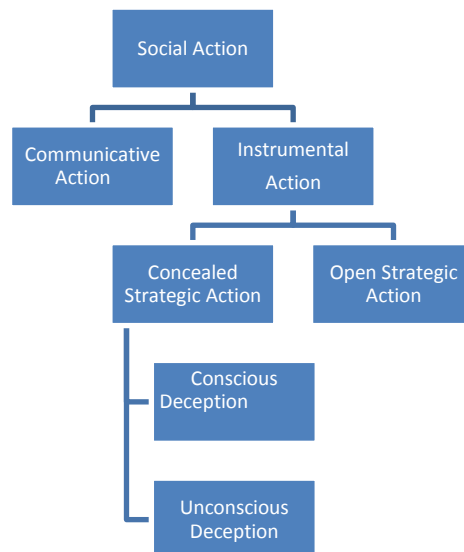 Social Action
Communicative
Action
Instrumental
Action
Concealed
Strategic Action
Open Strategic
Action
Conscious
Deception
Unconscious
Deception